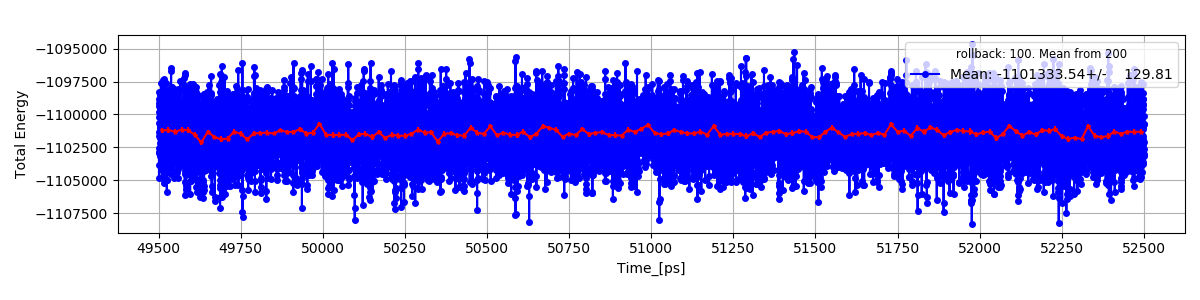 −1095000
−1097500
−1100000
−1102500
−1105000
−1107500
Total Energy
rollback: 100. Mean from 200
Mean: -1101333.54+/-    129.81
49500 49750 50000 50250 50500 50750 51000 51250 51500 51750 52000 52250 52500
Time_[ps]